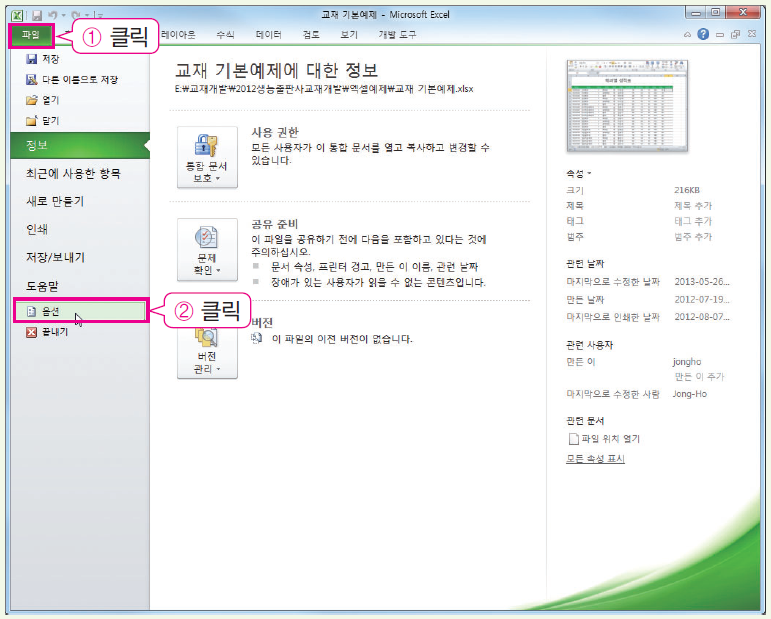 교재 기본예제 - Microsoft Excel
파일
① 클릭
레이아웃 수식 데이터 검토 보기 개발 도구
저장
다른 이름으로 저장
열기
닫기
정보
최근에 사용한 항목
새로 만들기
인쇄
저장/보내기
도움말
옵션
② 클릭
끝내기
교재 기본예제에 대한 정보
E:₩교재개발₩2012생능출판사교재개발₩엑셀예제₩교재 기본예제.xlsx
통합 문서
보호
사용 권한
모든 사용자가 이 통합 문서를 열고 복사하고 변경할 수
있습니다.
문제
확인
공유 준비
이 파일을 공유하기 전에 다음을 포함하고 있다는 것에
주의하십시오.
문서 속성, 프린터 경고, 만든 이 이름, 관련 날짜
장애가 있는 사용자가 읽을 수 없는 콘텐츠입니다.
버전
관리
버전
이 파일의 이전 버전이 없습니다.
속성
크기 216KB
제목 제목 추가
태그 태그 추가
범주 범주 추가
관련 날짜
마지막으로 수정한 날짜 2013-05-26...
만든 날짜 2012-07-19...
마지막으로 인쇄한 날짜 2012-08-07...
관련 사용자
만든 이 jongho
만든 이 추가
마지막으로 수정한 사람 Jong-Ho
관련 문서
파일 위치 열기
모든 속성 표시